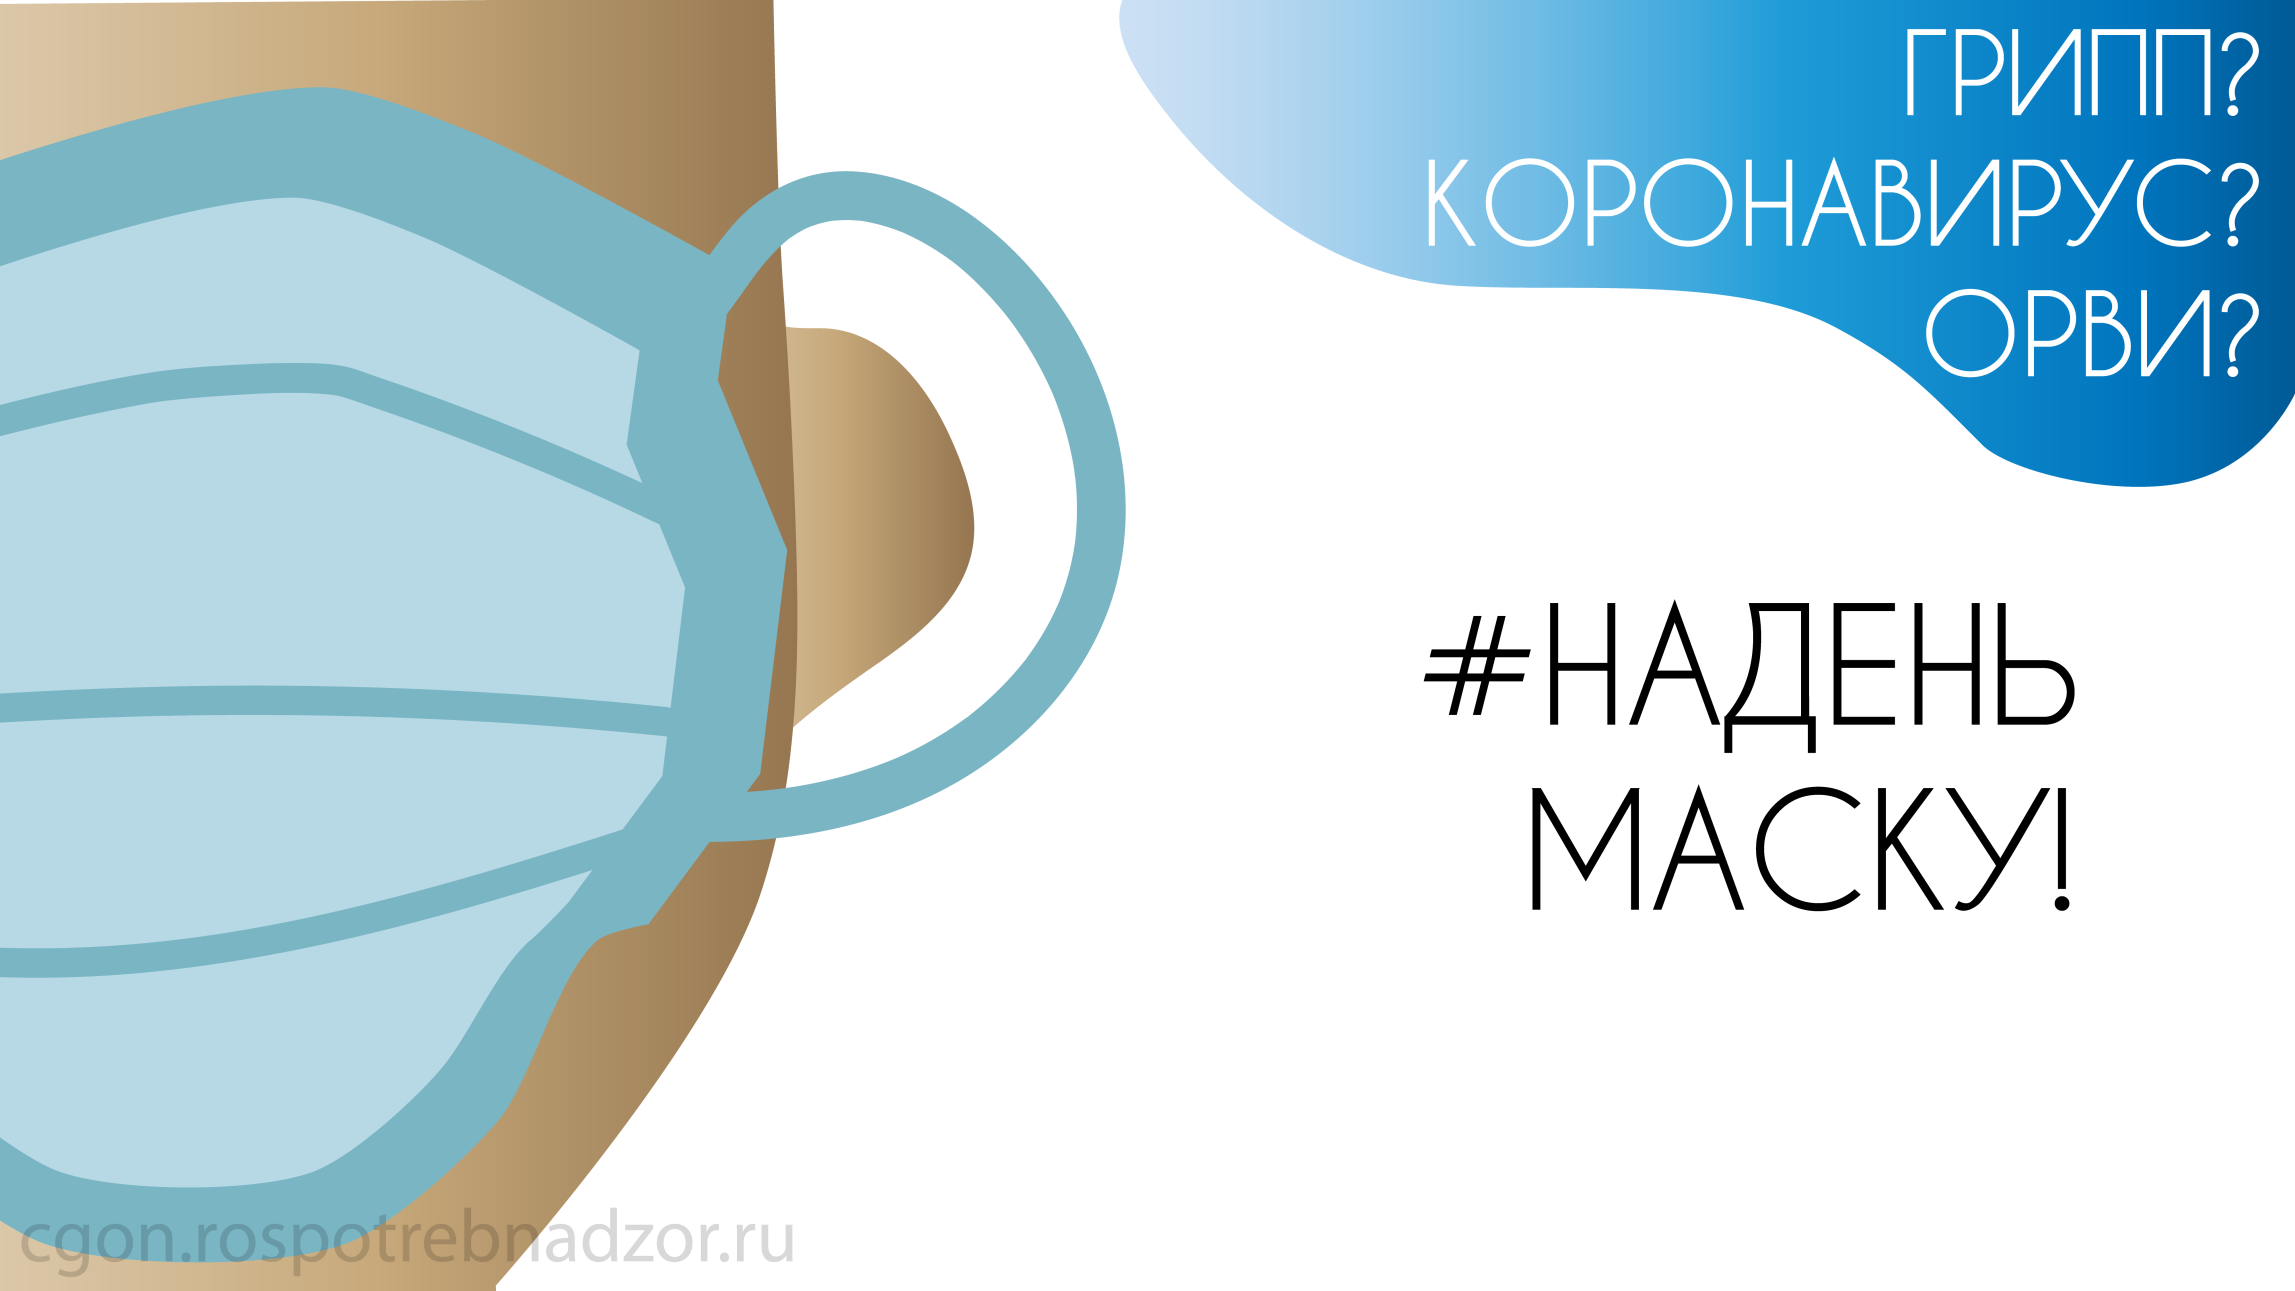 ГРИПП?
КОРОНАВИРУС?
ОРВИ?
#НАДЕНЬ
МАСКУ!
cgon.rospotrebnadzor.ru